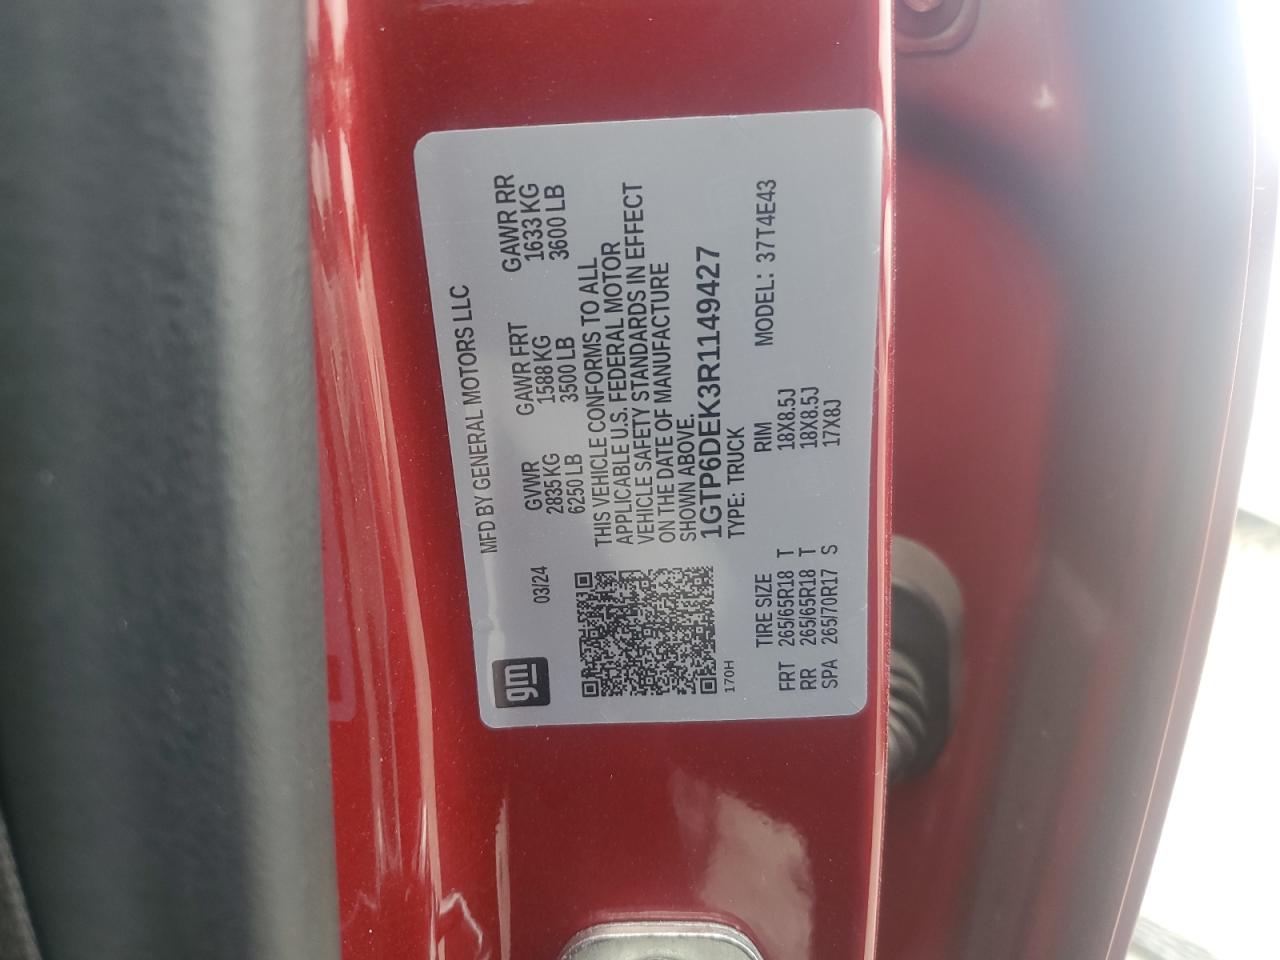 gm
MFD BY GENERAL MOTORS LLC
03/24 GVWR GAWR FRT GAWR RR
2835 KG 1588 KG 1633 KG
6250 LB 3500 LB 3600 LB
THIS VEHICLE CONFORMS TO ALL
APPLICABLE U.S. FEDERAL MOTOR
VEHICLE SAFETY STANDARDS IN EFFECT
ON THE DATE OF MANUFACTURE
SHOWN ABOVE.
1GTP6DEK3R1149427
170H TYPE: TRUCK
TIRE SIZE RIM MODEL: 37T4E43
FRT 265/65R18 T 18X8.5J
RR 265/65R18 T 18X8.5J
SPA 265/70R17 S 17X8J